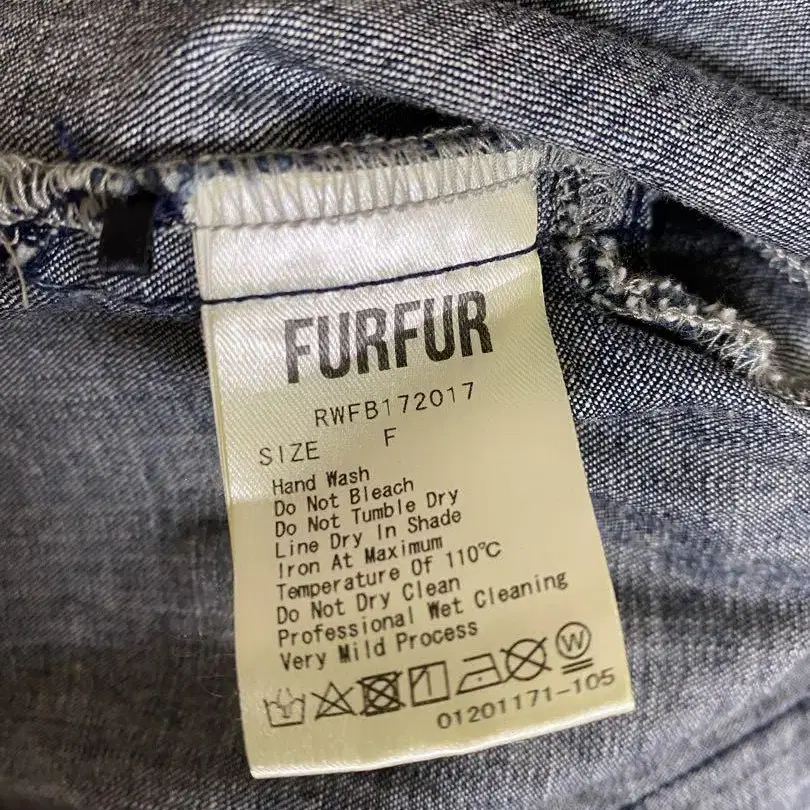 FURFUR
RWFB172017
SIZE F
Hand Wash
Do Not Bleach
Do Not Tumble Dry
Line Dry In Shade
Iron At Maximum
Temperature Of 110℃
Do Not Dry Clean
Professional Wet Cleaning
Very Mild Process
W
01201171-105